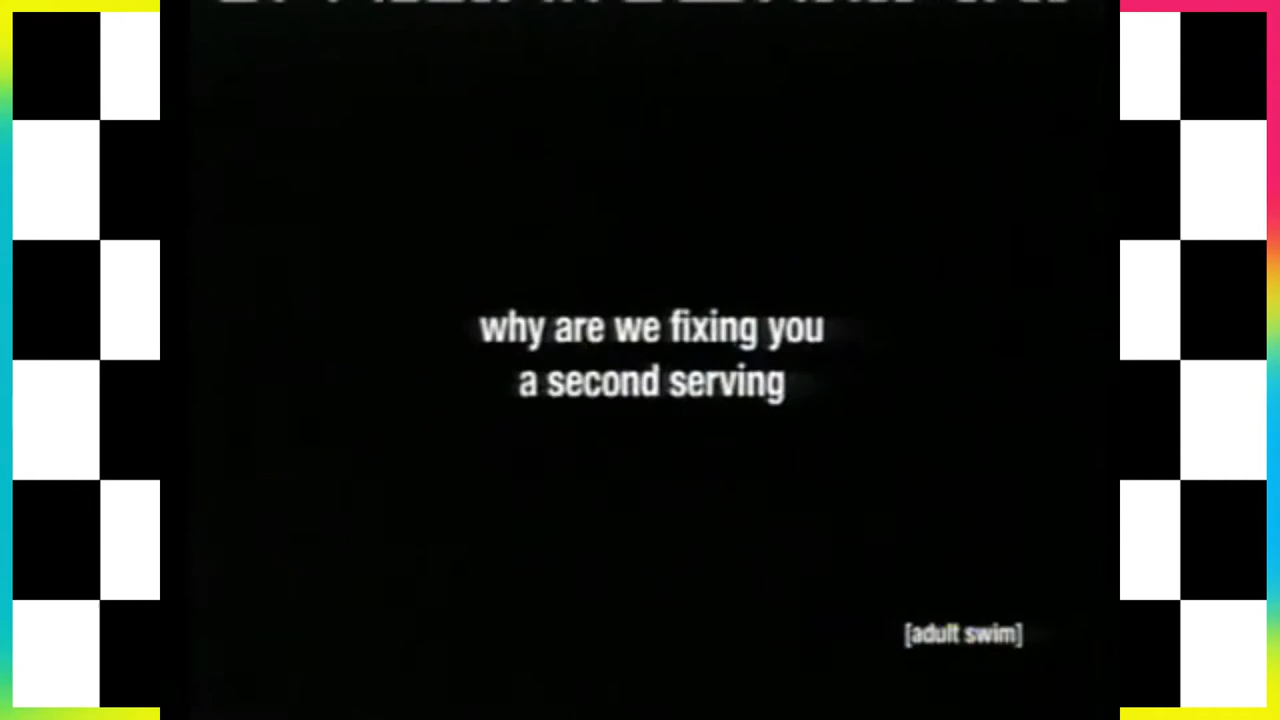 why are we fixing you
a second serving
[adult swim]